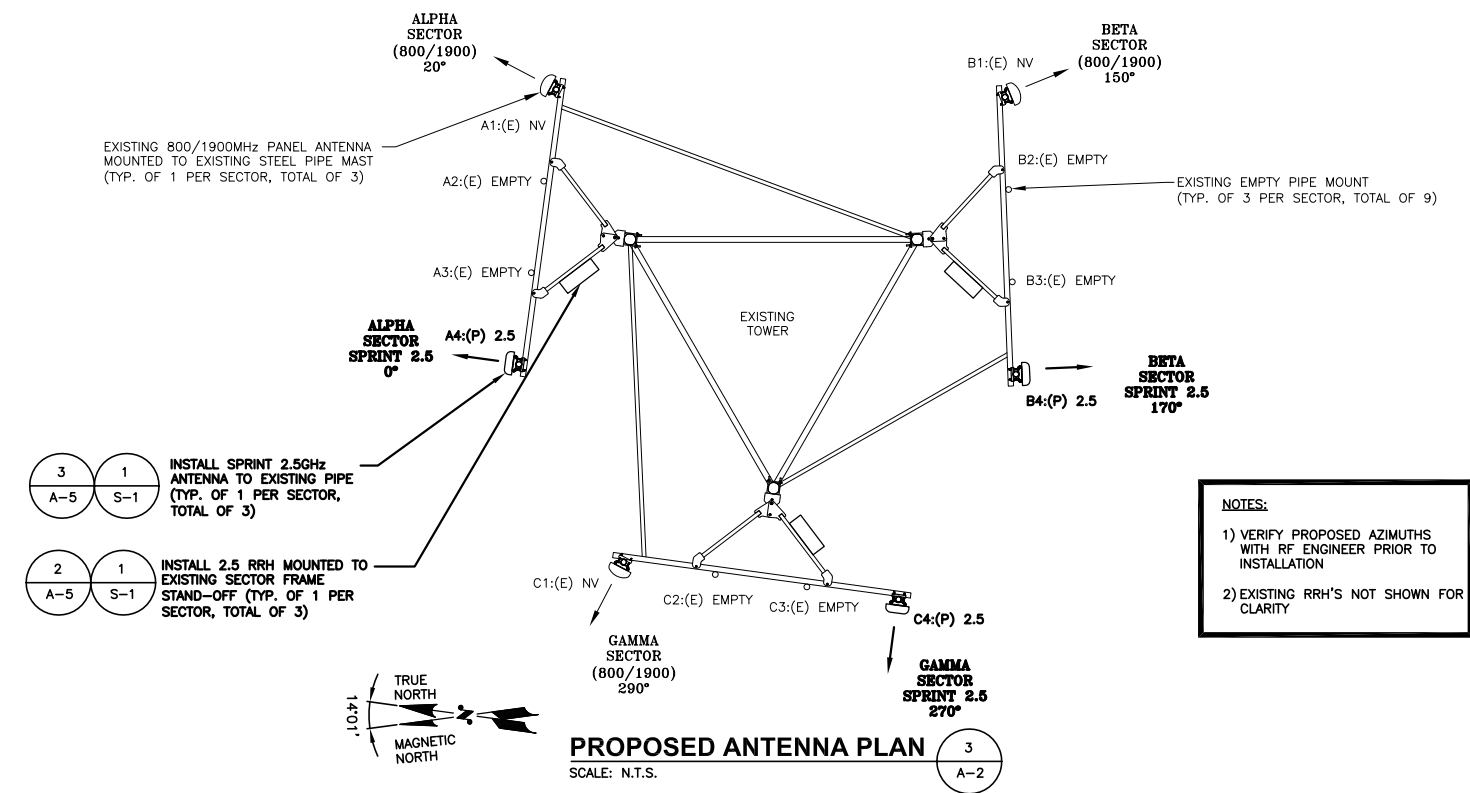 ALPHA
SECTOR
(800/1900)
20°
BETA
SECTOR
(800/1900)
150°
B1:(E) NV
A1:(E) NV
EXISTING 800/1900MHz PANEL ANTENNA
MOUNTED TO EXISTING STEEL PIPE MAST
(TYP. OF 1 PER SECTOR, TOTAL OF 3)
A2:(E) EMPTY
B2:(E) EMPTY
EXISTING EMPTY PIPE MOUNT
(TYP. OF 3 PER SECTOR, TOTAL OF 9)
A3:(E) EMPTY
B3:(E) EMPTY
EXISTING
TOWER
ALPHA
SECTOR
SPRINT 2.5
0°
A4:(P) 2.5
BETA
SECTOR
SPRINT 2.5
170°
B4:(P) 2.5
3
A-5
1
S-1
INSTALL SPRINT 2.5GHz
ANTENNA TO EXISTING PIPE
(TYP. OF 1 PER SECTOR,
TOTAL OF 3)
2
A-5
1
S-1
INSTALL 2.5 RRH MOUNTED TO
EXISTING SECTOR FRAME
STAND-OFF (TYP. OF 1 PER
SECTOR, TOTAL OF 3)
NOTES:
1) VERIFY PROPOSED AZIMUTHS
WITH RF ENGINEER PRIOR TO
INSTALLATION
2) EXISTING RRH'S NOT SHOWN FOR
CLARITY
C1:(E) NV
C2:(E) EMPTY
C3:(E) EMPTY
C4:(P) 2.5
GAMMA
SECTOR
(800/1900)
290°
GAMMA
SECTOR
SPRINT 2.5
270°
TRUE
NORTH
14°01'
N
MAGNETIC
NORTH
PROPOSED ANTENNA PLAN
SCALE: N.T.S.
3
A-2